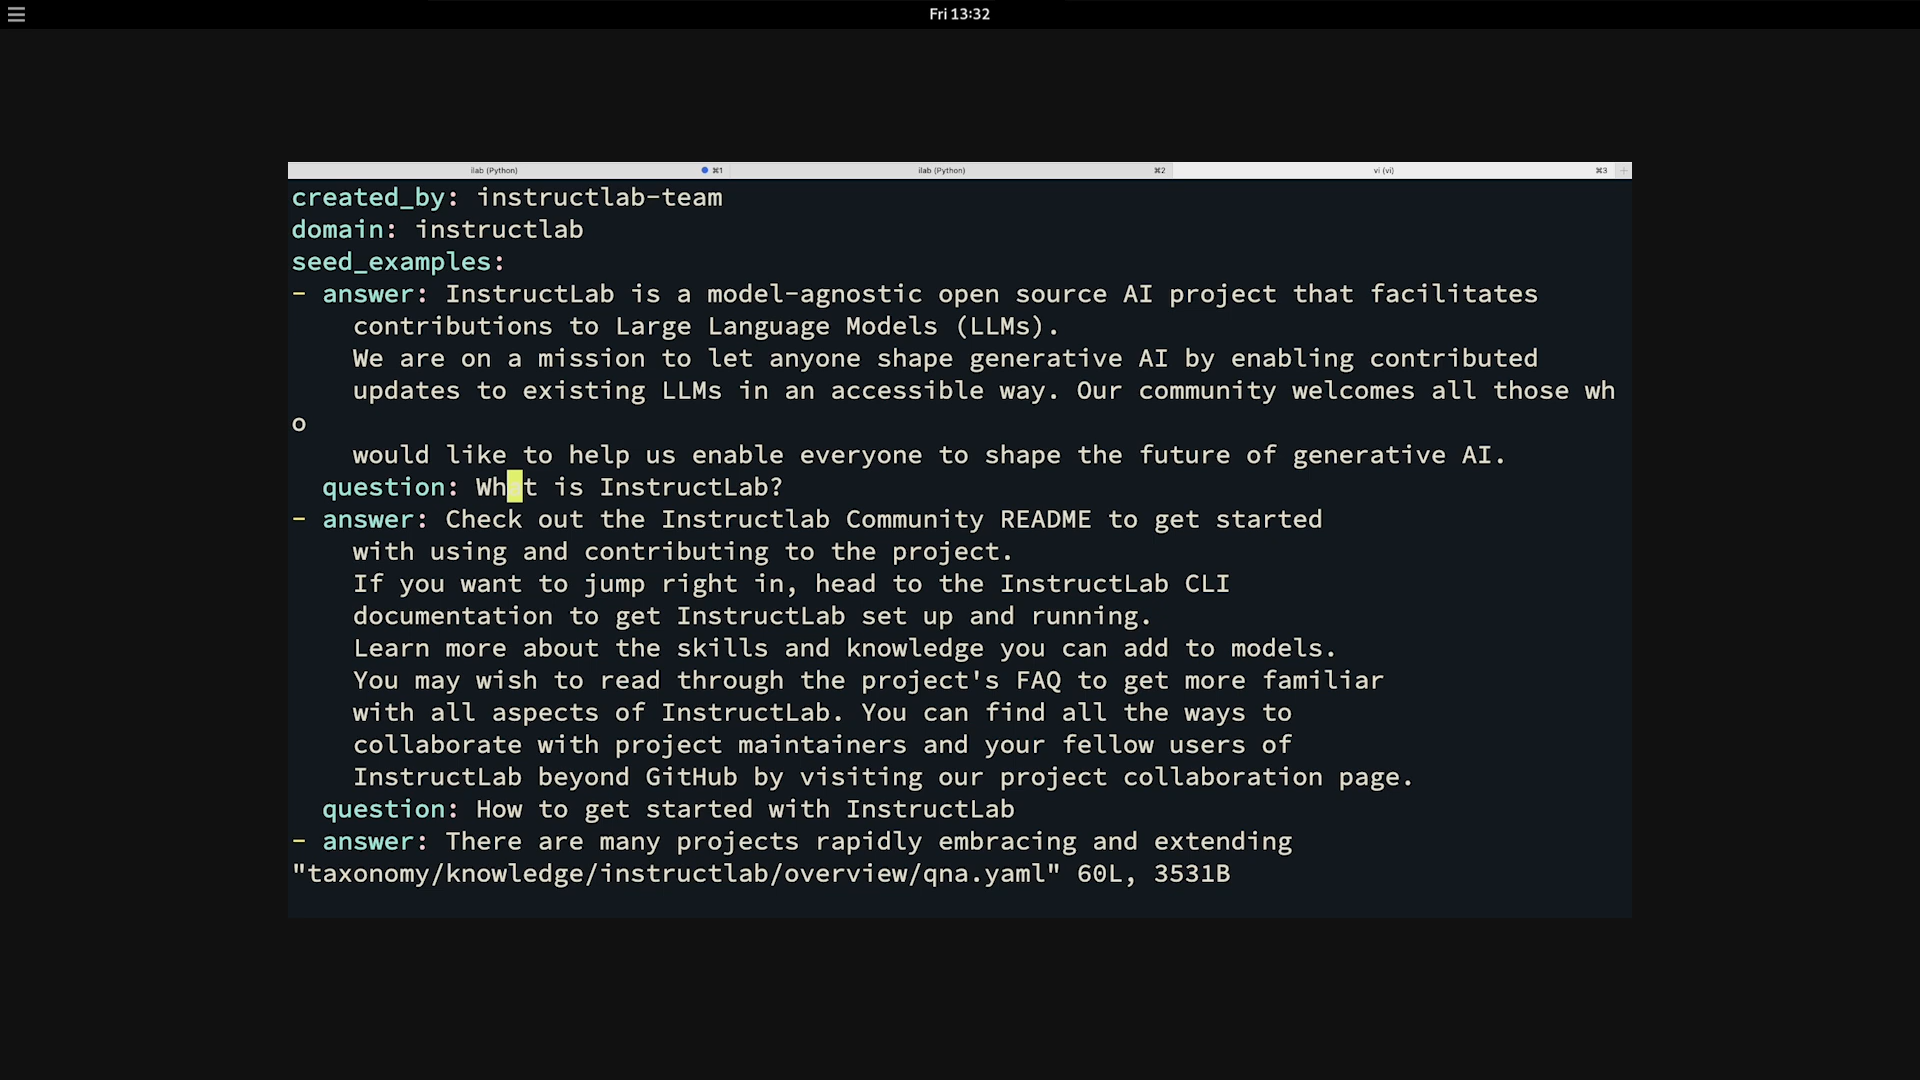 Fri 13:32
ilab (Python) ⌘1 ilab (Python) ⌘2 vi (vi) ⌘3 +
created_by: instructlab-team
domain: instructlab
seed_examples:
- answer: InstructLab is a model-agnostic open source AI project that facilitates
contributions to Large Language Models (LLMs).
We are on a mission to let anyone shape generative AI by enabling contributed
updates to existing LLMs in an accessible way. Our community welcomes all those wh
o
would like to help us enable everyone to shape the future of generative AI.
question: What is InstructLab?
- answer: Check out the Instructlab Community README to get started
with using and contributing to the project.
If you want to jump right in, head to the InstructLab CLI
documentation to get InstructLab set up and running.
Learn more about the skills and knowledge you can add to models.
You may wish to read through the project's FAQ to get more familiar
with all aspects of InstructLab. You can find all the ways to
collaborate with project maintainers and your fellow users of
InstructLab beyond GitHub by visiting our project collaboration page.
question: How to get started with InstructLab
- answer: There are many projects rapidly embracing and extending
"taxonomy/knowledge/instructlab/overview/qna.yaml" 60L, 3531B